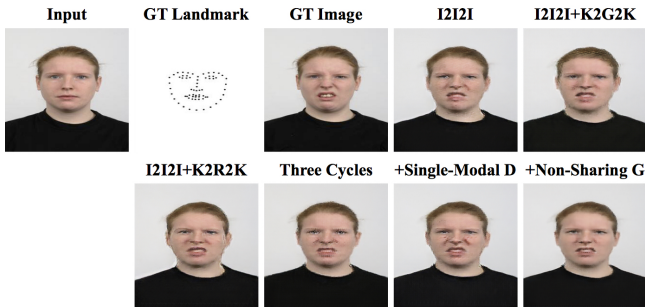 Input GT Landmark GT Image I2I2I I2I2I+K2G2K
I2I2I+K2R2K Three Cycles +Single-Modal D +Non-Sharing G